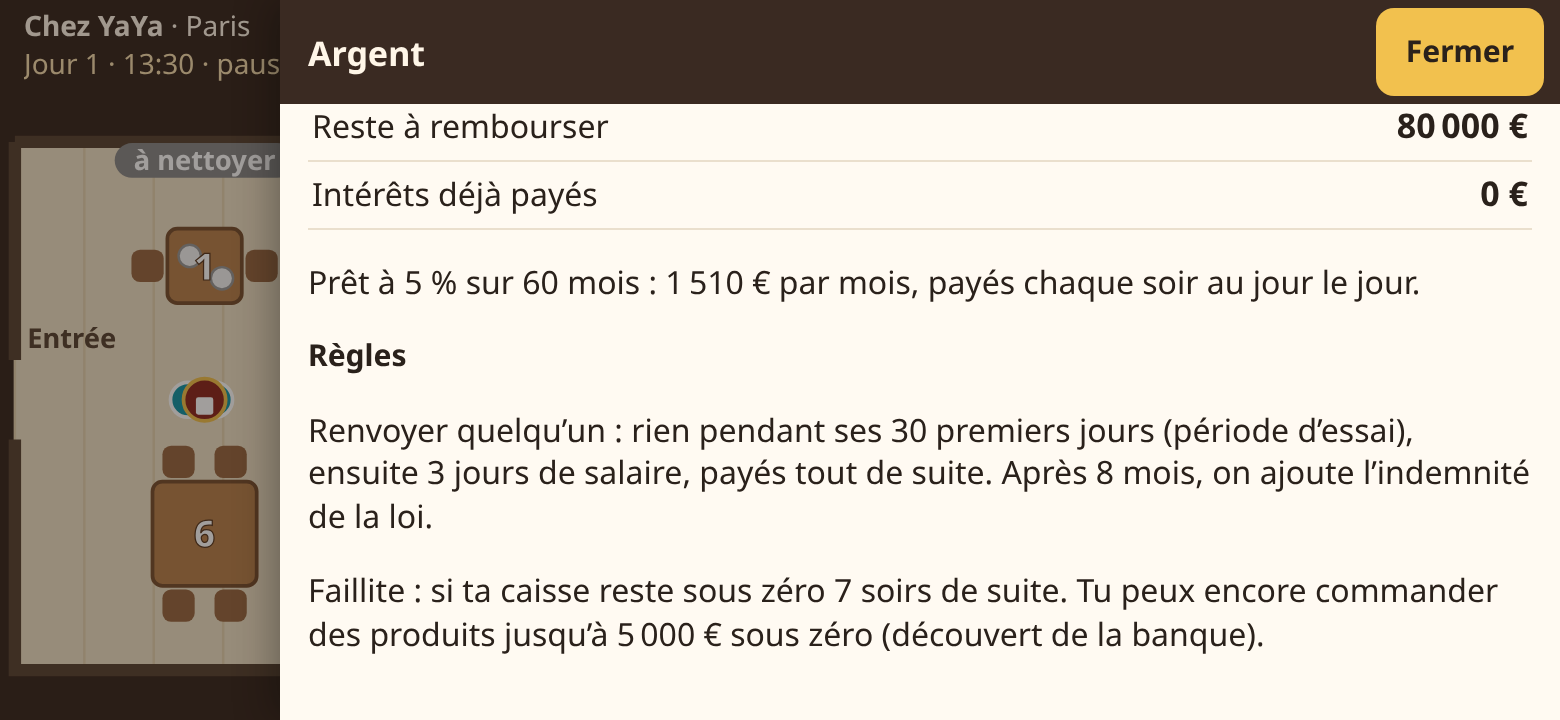 Chez YaYa · Paris
Jour 1 · 13:30 ·
Argent
Fermer
à nettoyer
1
Entrée
6
Reste à rembourser 80 000 €
Intérêts déjà payés 0 €
Prêt à 5 % sur 60 mois : 1 510 € par mois, payés chaque soir au jour le jour.
Règles
Renvoyer quelqu’un : rien pendant ses 30 premiers jours (période d’essai),
ensuite 3 jours de salaire, payés tout de suite. Après 8 mois, on ajoute l’indemnité
de la loi.
Faillite : si ta caisse reste sous zéro 7 soirs de suite. Tu peux encore commander
des produits jusqu’à 5 000 € sous zéro (découvert de la banque).